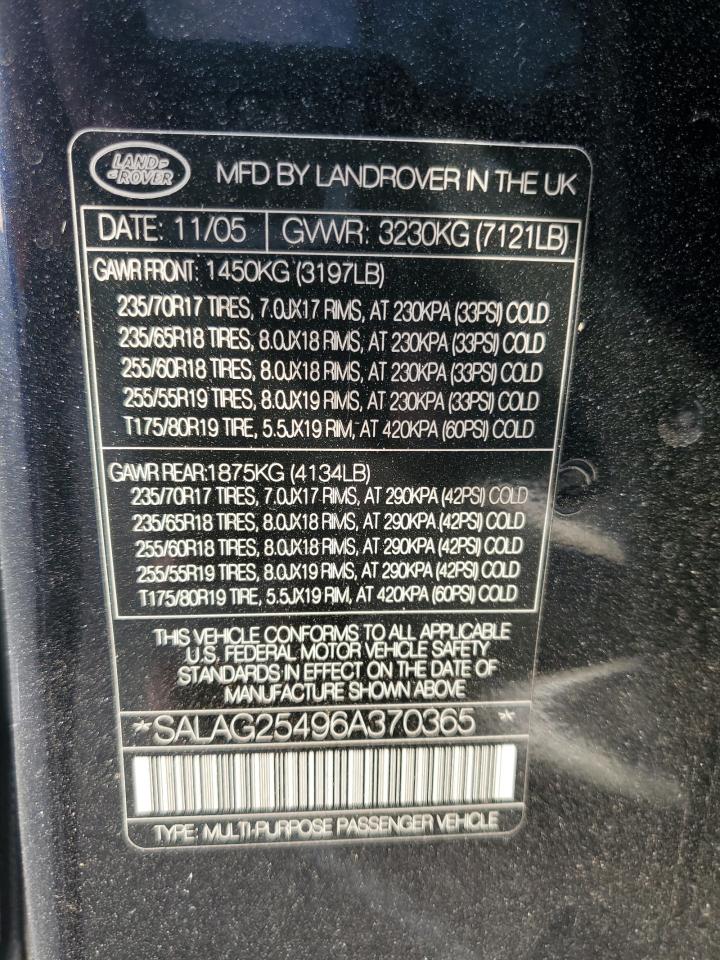 LAND-
-ROVER
MFD BY LANDROVER IN THE UK
DATE: 11/05 GVWR: 3230KG (7121LB)
GAWR FRONT: 1450KG (3197LB)
235/70R17 TIRES, 7.0JX17 RIMS, AT 230KPA (33PSI) COLD
235/65R18 TIRES, 8.0JX18 RIMS, AT 230KPA (33PSI) COLD
255/60R18 TIRES, 8.0JX18 RIMS, AT 230KPA (33PSI) COLD
255/55R19 TIRES, 8.0JX19 RIMS, AT 230KPA (33PSI) COLD
T175/80R19 TIRE, 5.5JX19 RIM, AT 420KPA (60PSI) COLD
GAWR REAR:1875KG (4134LB)
235/70R17 TIRES, 7.0JX17 RIMS, AT 290KPA (42PSI) COLD
235/65R18 TIRES, 8.0JX18 RIMS, AT 290KPA (42PSI) COLD
255/60R18 TIRES, 8.0JX18 RIMS, AT 290KPA (42PSI) COLD
255/55R19 TIRES, 8.0JX19 RIMS, AT 290KPA (42PSI) COLD
T175/80R19 TIRE, 5.5JX19 RIM, AT 420KPA (60PSI) COLD
THIS VEHICLE CONFORMS TO ALL APPLICABLE
U.S. FEDERAL MOTOR VEHICLE SAFETY
STANDARDS IN EFFECT ON THE DATE OF
MANUFACTURE SHOWN ABOVE
*SALAG25496A370365 *
TYPE: MULTI-PURPOSE PASSENGER VEHICLE